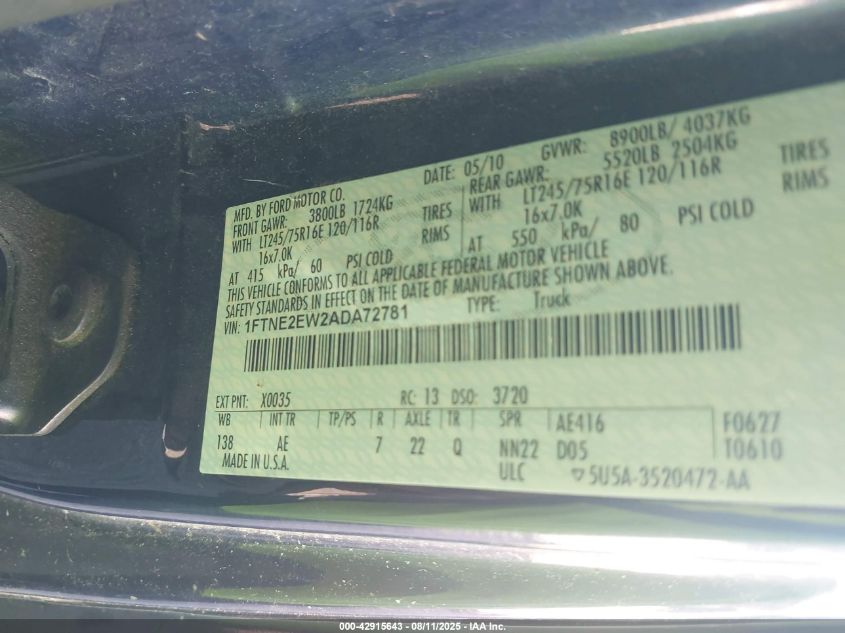 MFD. BY FORD MOTOR CO. DATE: 05/10 GVWR: 8900LB/ 4037KG
FRONT GAWR: 3800LB 1724KG REAR GAWR: 5520LB 2504KG
WITH LT245/75R16E 120/116R TIRES WITH LT245/75R16E 120/116R TIRES
16x7.0K RIMS 16x7.0K RIMS
AT 415 kPa/ 60 PSI COLD AT 550 kPa/ 80 PSI COLD
THIS VEHICLE CONFORMS TO ALL APPLICABLE FEDERAL MOTOR VEHICLE
SAFETY STANDARDS IN EFFECT ON THE DATE OF MANUFACTURE SHOWN ABOVE.
VIN: 1FTNE2EW2ADA72781 TYPE: Truck
EXT PNT: X0035 RC: 13 DSO: 3720
WB INT TR TP/PS R AXLE TR SPR AE416 F0627
138 AE 7 22 Q NN22 D05 T0610
MADE IN U.S.A. ULC 5U5A-3520472-AA
000-42915643 - 08/11/2025 - IAA Inc.